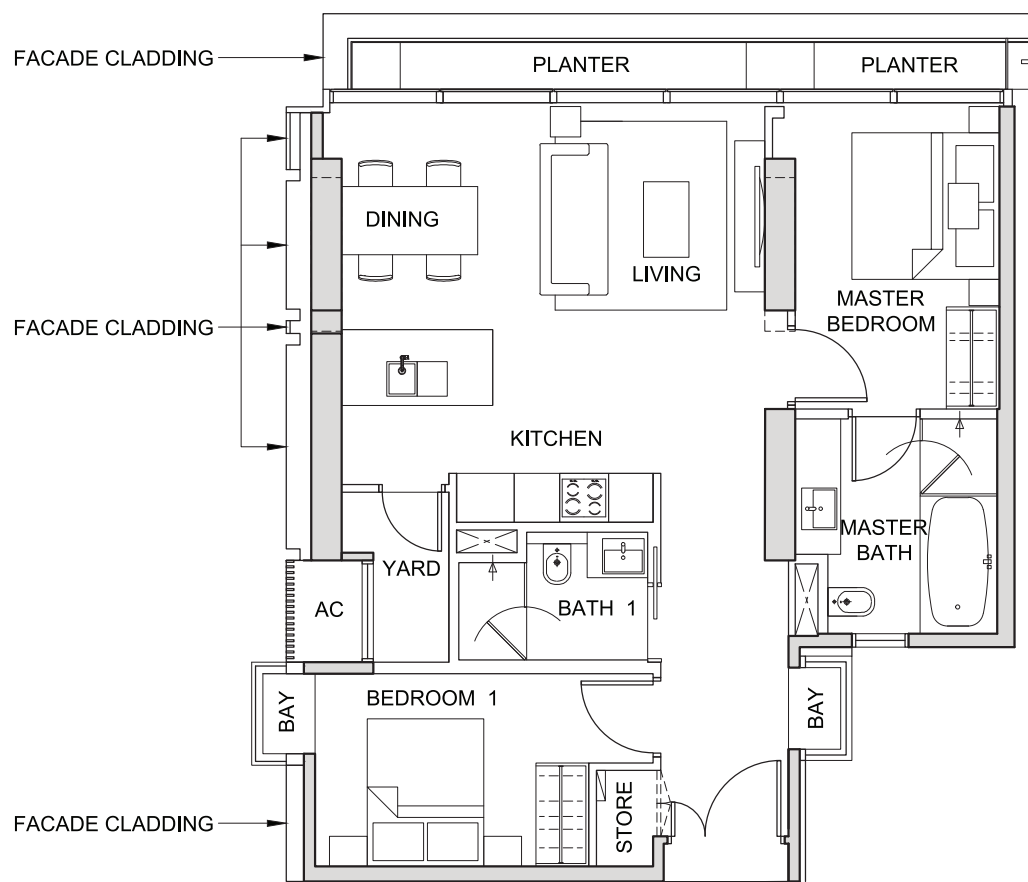 FACADE CLADDING
PLANTER
PLANTER
DINING
LIVING
MASTER
BEDROOM
FACADE CLADDING
KITCHEN
MASTER
BATH
YARD
AC
BATH 1
BEDROOM 1
BAY
BAY
STORE
FACADE CLADDING